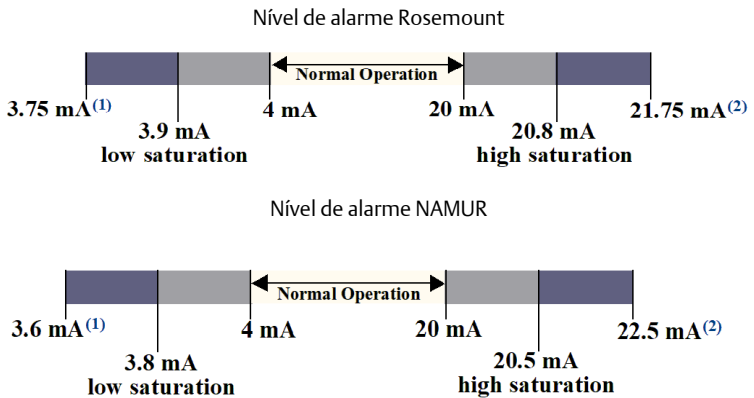 Nível de alarme Rosemount
Normal Operation
3.75 mA(1)
4 mA
20 mA
21.75 mA(2)
3.9 mA
low saturation
20.8 mA
high saturation
Nível de alarme NAMUR
Normal Operation
3.6 mA(1)
4 mA
20 mA
22.5 mA(2)
3.8 mA
low saturation
20.5 mA
high saturation